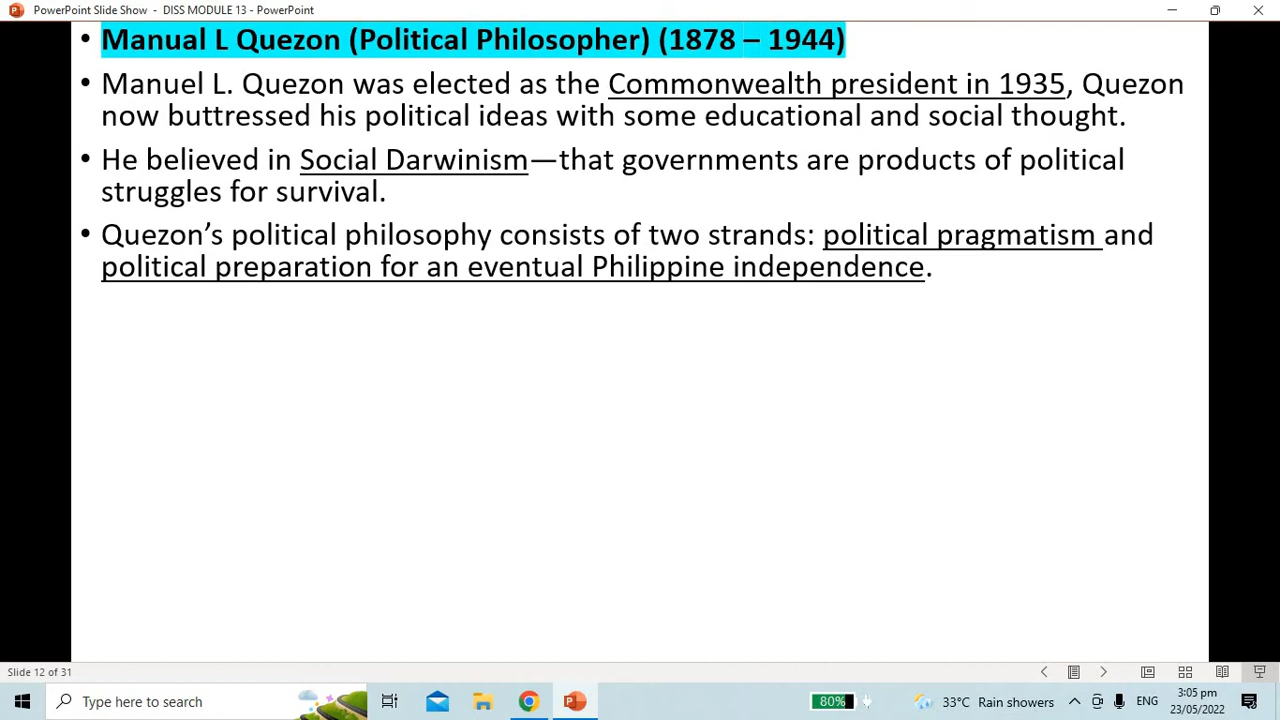 PowerPoint Slide Show - DISS MODULE 13 - PowerPoint
• Manual L Quezon (Political Philosopher) (1878 – 1944)
• Manuel L. Quezon was elected as the Commonwealth president in 1935, Quezon
now buttressed his political ideas with some educational and social thought.
• He believed in Social Darwinism—that governments are products of political
struggles for survival.
• Quezon’s political philosophy consists of two strands: political pragmatism and
political preparation for an eventual Philippine independence.
Slide 12 of 31
Type here to search
80%
33°C Rain showers
ENG
3:05 pm
23/05/2022